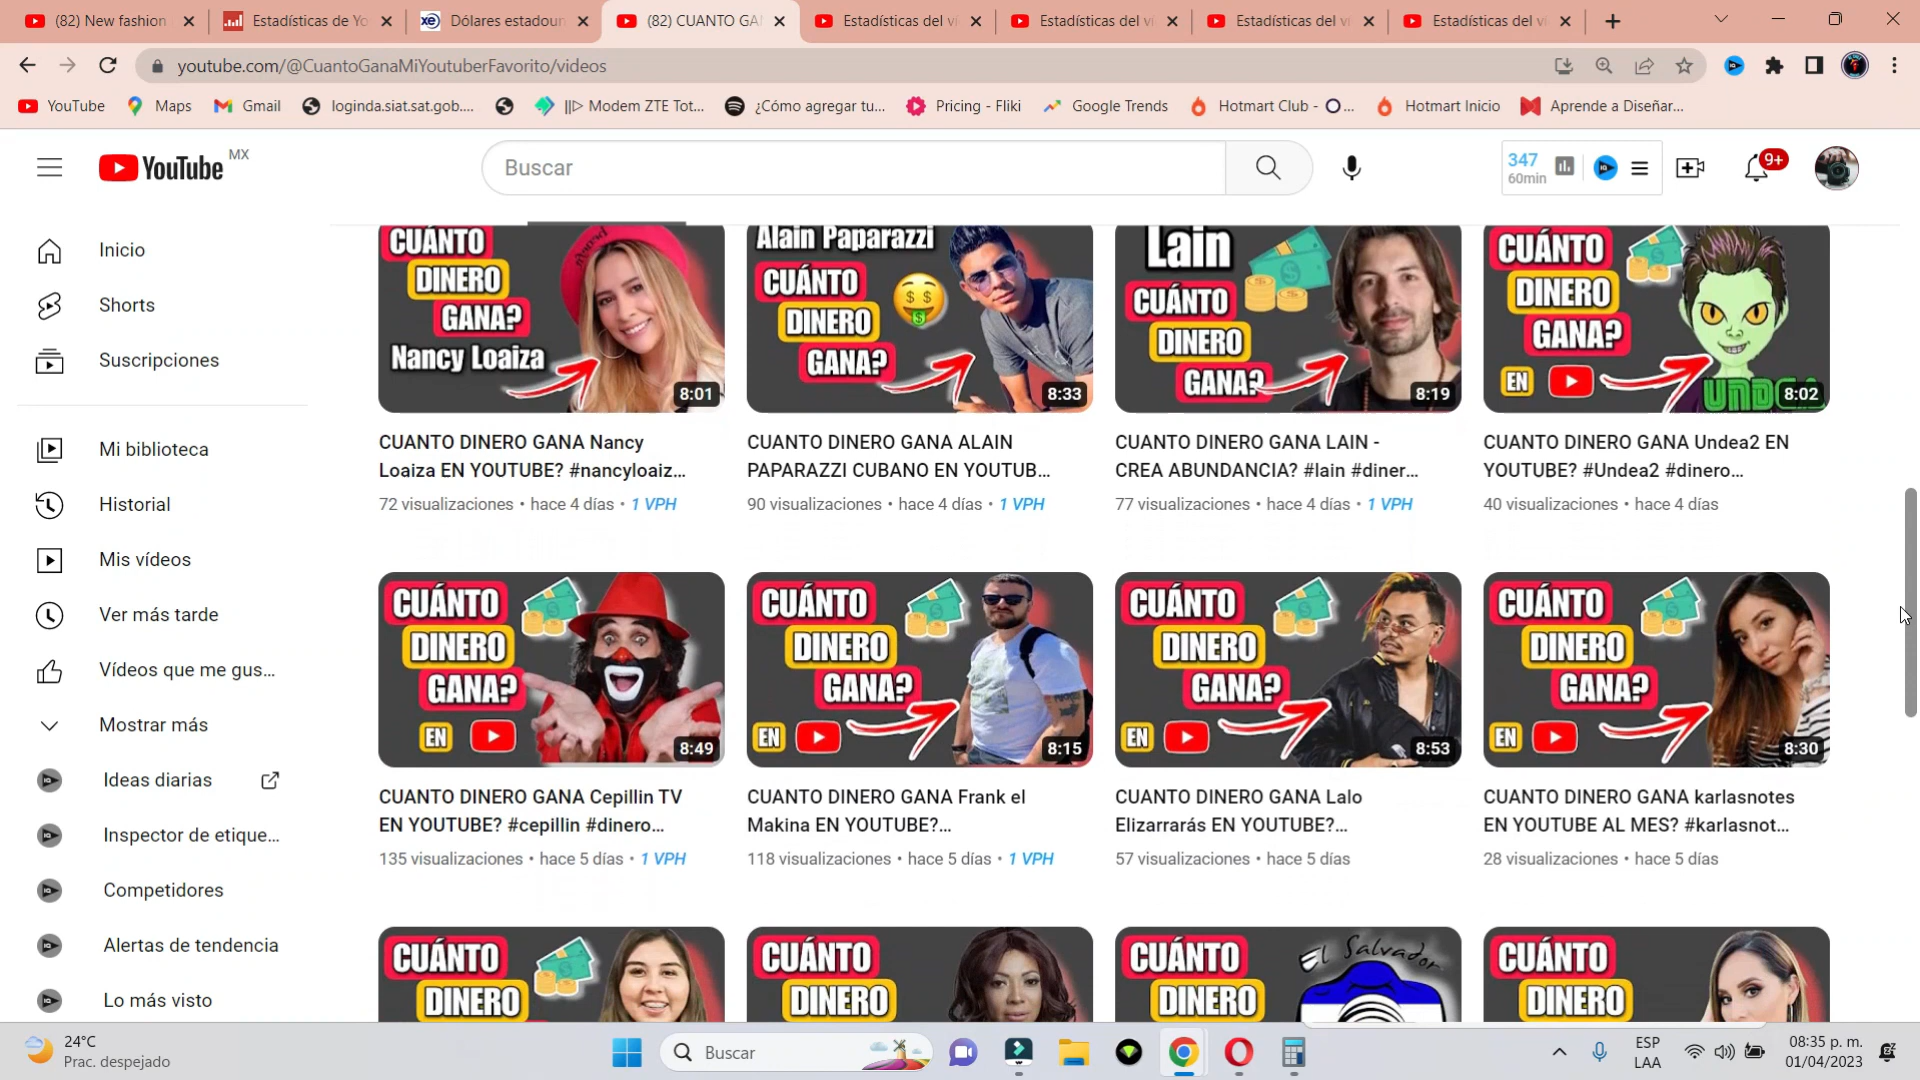 (82) New fashion
Estadísticas de Yo
Dólares estadoun
(82) CUANTO GA
Estadísticas del vi
Estadísticas del vi
Estadísticas del vi
Estadísticas del vi
youtube.com/@CuantoGanaMiYoutuberFavorito/videos
YouTube
Maps
Gmail
loginda.siat.sat.gob....
||▷ Modem ZTE Tot...
¿Cómo agregar tu...
Pricing - Fliki
Google Trends
Hotmart Club - O...
Hotmart Inicio
Aprende a Diseñar...
YouTube MX
Buscar
347
60min
9+
Inicio
Shorts
Suscripciones
Mi biblioteca
Historial
Mis vídeos
Ver más tarde
Vídeos que me gus...
Mostrar más
Ideas diarias
Inspector de etique...
Competidores
Alertas de tendencia
Lo más visto
CUÁNTO
DINERO
GANA?
Nancy Loaiza
8:01
Alain Paparazzi
CUÁNTO
DINERO
GANA?
8:33
Lain
CUÁNTO
DINERO
GANA?
8:19
CUÁNTO
DINERO
GANA?
EN
8:02
CUANTO DINERO GANA Nancy
Loaiza EN YOUTUBE? #nancyloaiz...
72 visualizaciones • hace 4 días • 1 VPH
CUANTO DINERO GANA ALAIN
PAPARAZZI CUBANO EN YOUTUB...
90 visualizaciones • hace 4 días • 1 VPH
CUANTO DINERO GANA LAIN -
CREA ABUNDANCIA? #lain #diner...
77 visualizaciones • hace 4 días • 1 VPH
CUANTO DINERO GANA Undea2 EN
YOUTUBE? #Undea2 #dinero...
40 visualizaciones • hace 4 días
CUÁNTO
DINERO
GANA?
EN
8:49
CUÁNTO
DINERO
GANA?
EN
8:15
CUÁNTO
DINERO
GANA?
EN
8:53
CUÁNTO
DINERO
GANA?
EN
8:30
CUANTO DINERO GANA Cepillin TV
EN YOUTUBE? #cepillin #dinero...
135 visualizaciones • hace 5 días • 1 VPH
CUANTO DINERO GANA Frank el
Makina EN YOUTUBE?...
118 visualizaciones • hace 5 días • 1 VPH
CUANTO DINERO GANA Lalo
Elizarrarás EN YOUTUBE?...
57 visualizaciones • hace 5 días
CUANTO DINERO GANA karlasnotes
EN YOUTUBE AL MES? #karlasnot...
28 visualizaciones • hace 5 días
CUÁNTO
DINERO
CUÁNTO
DINERO
CUÁNTO
DINERO
El Salvador
CUÁNTO
DINERO
24°C
Prac. despejado
Buscar
ESP
LAA
08:35 p. m.
01/04/2023